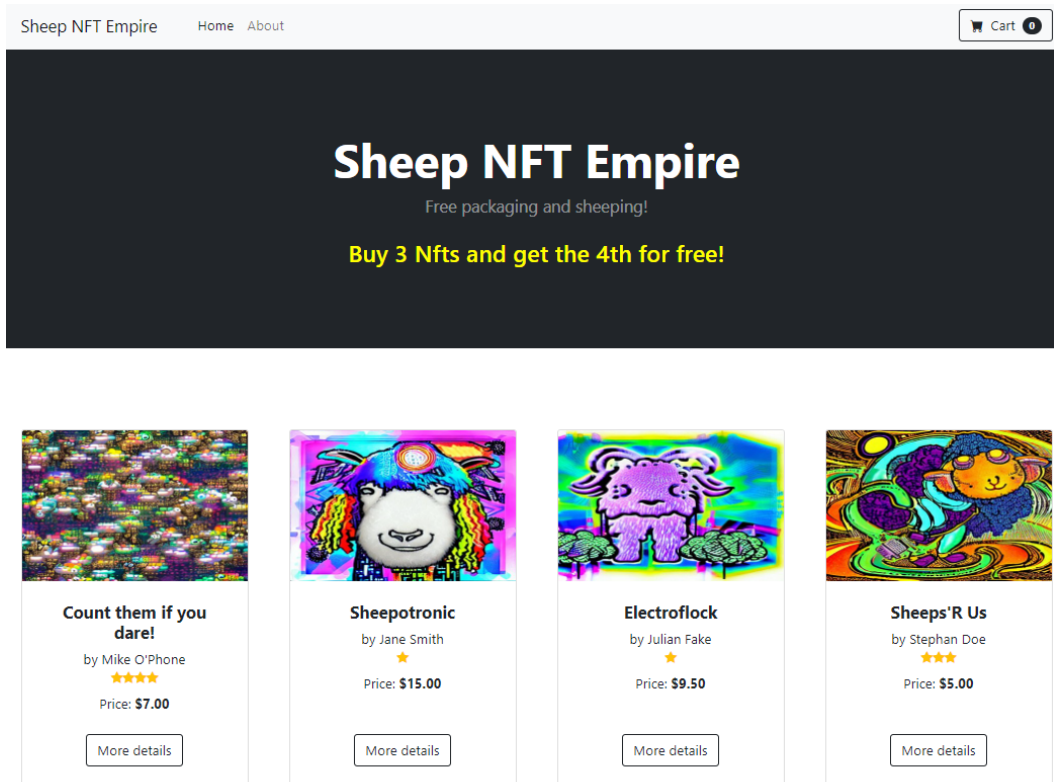 Sheep NFT Empire Home About Cart 0
Sheep NFT Empire
Free packaging and sheeping!
Buy 3 Nfts and get the 4th for free!
Count them if you
dare!
by Mike O'Phone
Price: $7.00
More details
Sheepotronic
by Jane Smith
Price: $15.00
More details
Electroflock
by Julian Fake
Price: $9.50
More details
Sheeps'R Us
by Stephan Doe
Price: $5.00
More details